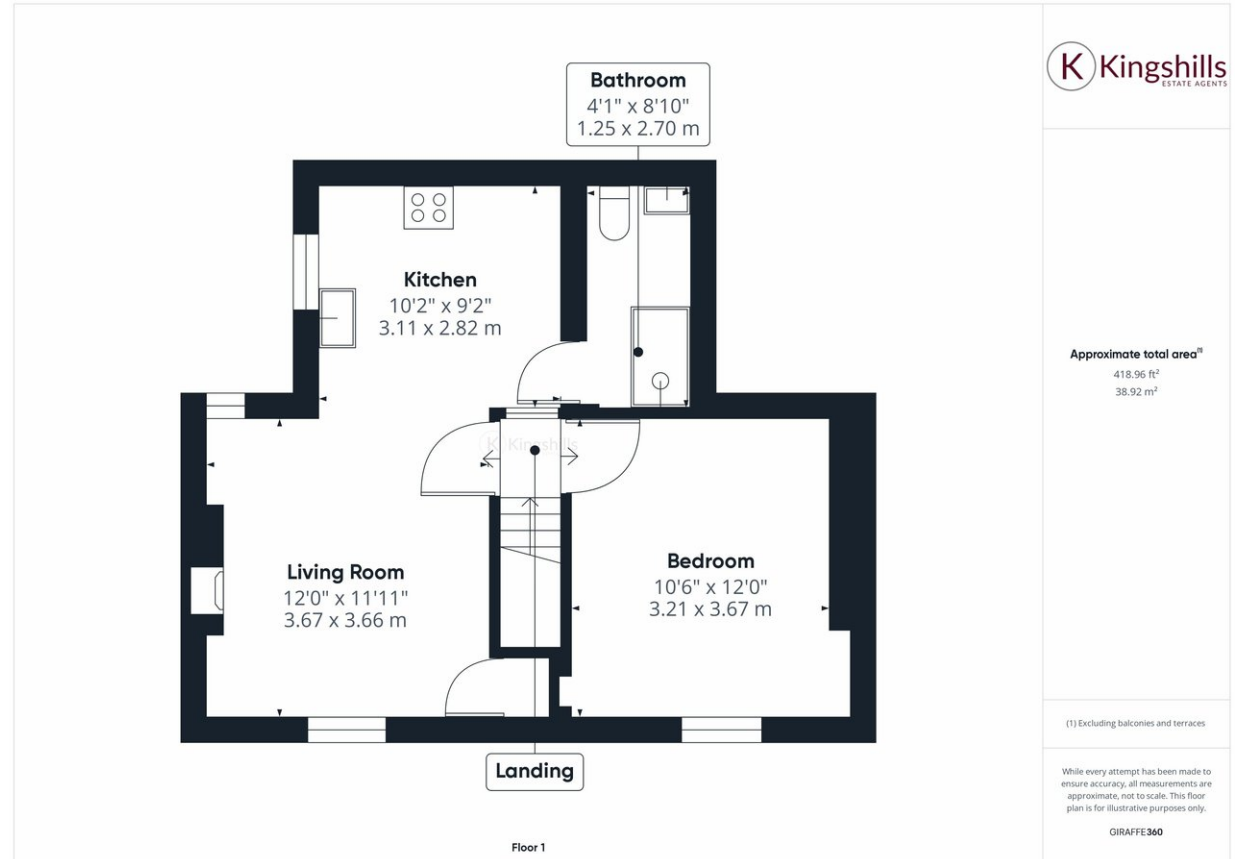 Bathroom
4'1" x 8'10"
1.25 x 2.70 m
Kitchen
10'2" x 9'2"
3.11 x 2.82 m
K Kingshills
Living Room
12'0" x 11'11"
3.67 x 3.66 m
Bedroom
10'6" x 12'0"
3.21 x 3.67 m
Landing
Floor 1
K Kingshills
ESTATE AGENTS
Approximate total area⁽¹⁾
418.96 ft²
38.92 m²
(1) Excluding balconies and terraces
While every attempt has been made to
ensure accuracy, all measurements are
approximate, not to scale. This floor
plan is for illustrative purposes only.
GIRAFFE360